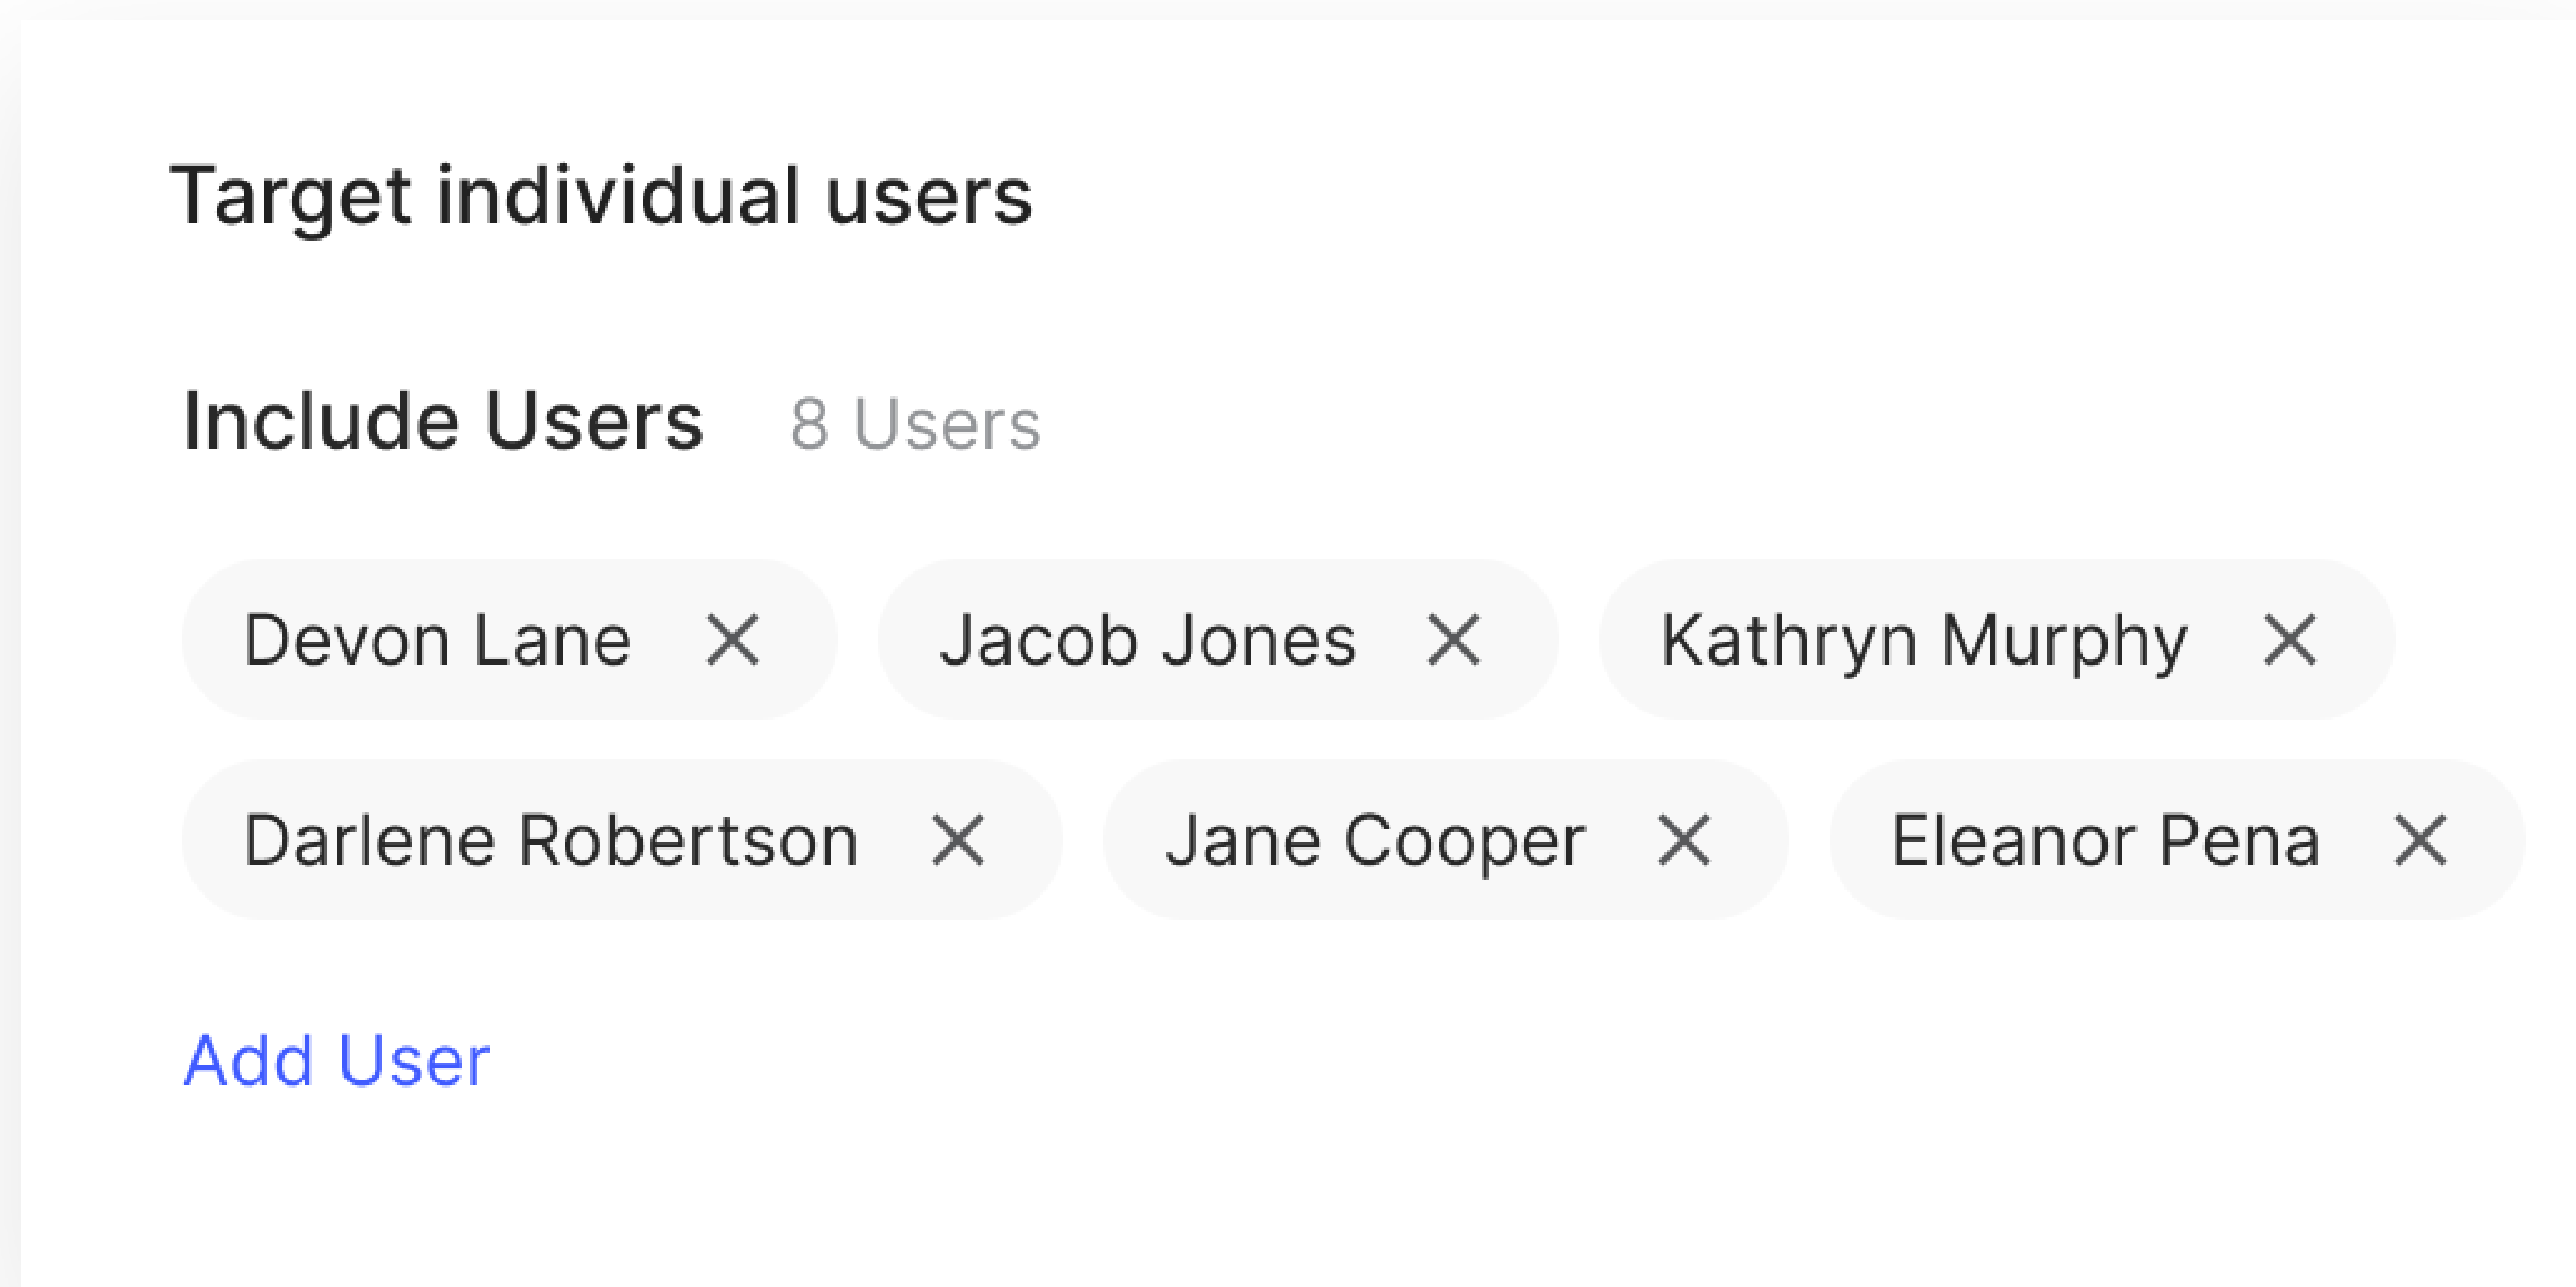 Target individual users
Include Users 8 Users
Devon Lane Jacob Jones Kathryn Murphy
Darlene Robertson Jane Cooper Eleanor Pena
Add User